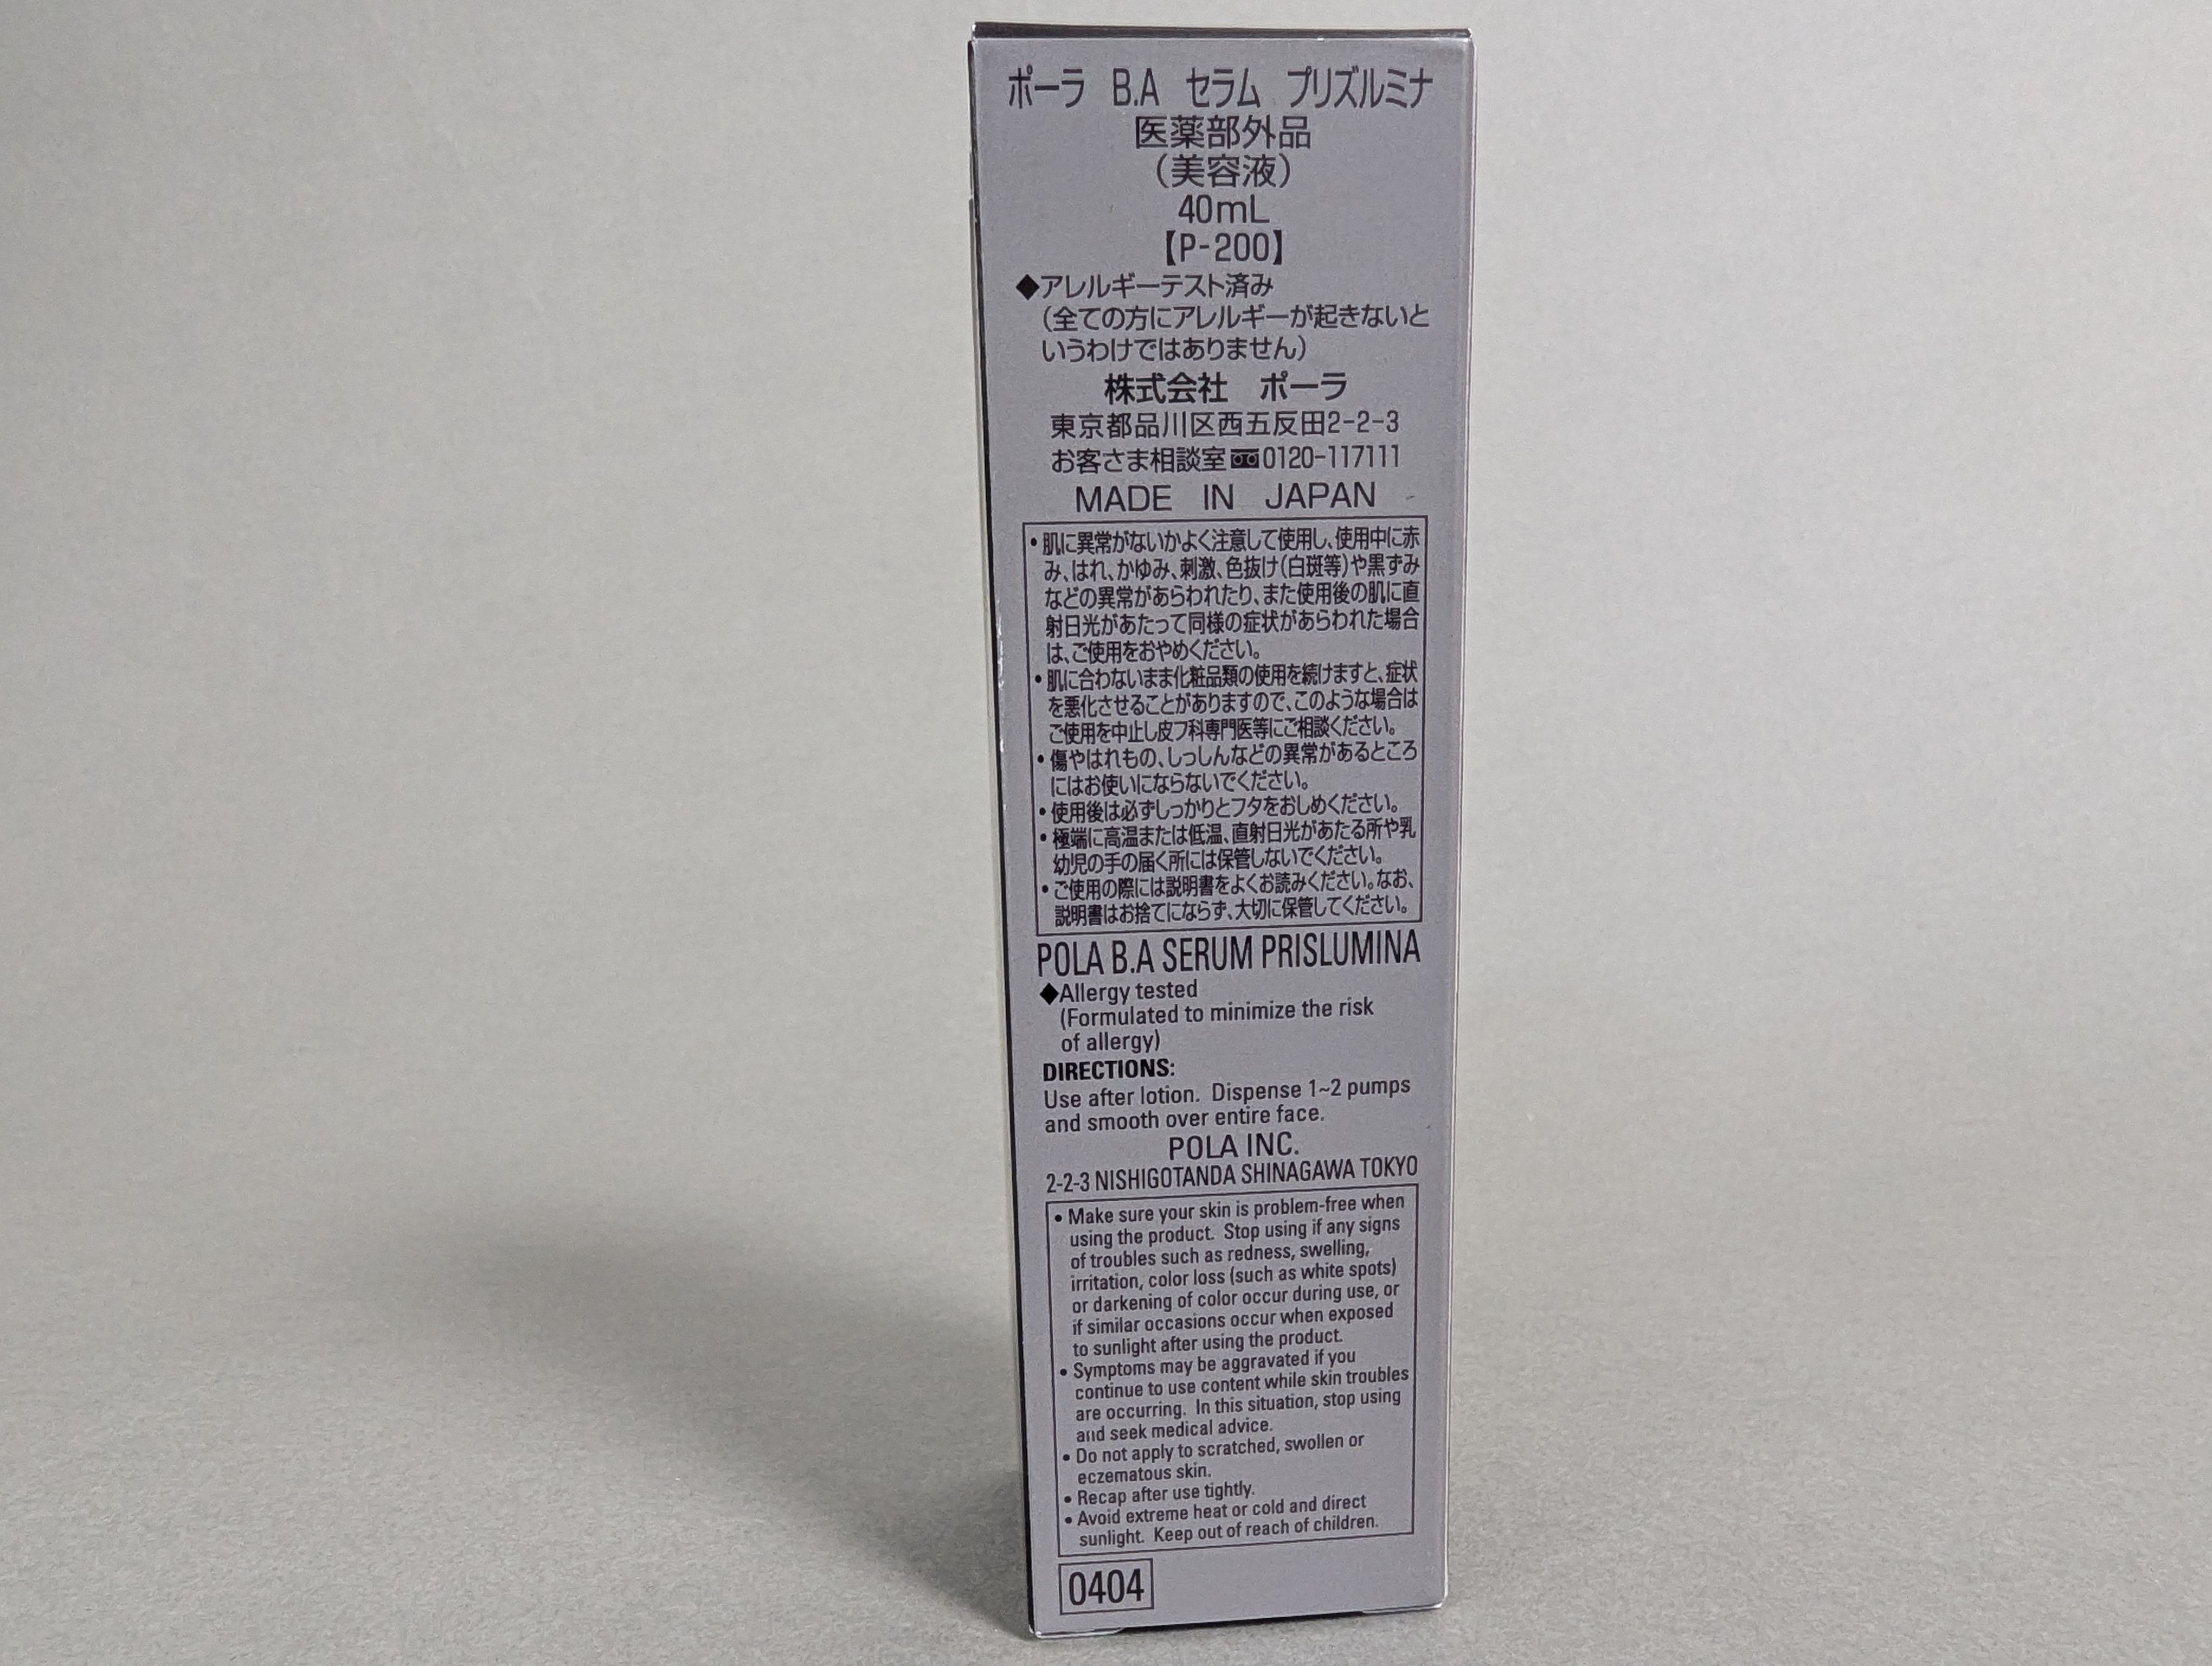 ポーラ B.A セラム プリズルミナ
医薬部外品
（美容液）
40mL
【P-200】
◆アレルギーテスト済み
（全ての方にアレルギーが起きないと
いうわけではありません）
株式会社 ポーラ
東京都品川区西五反田2-2-3
お客さま相談室 0120-117111
MADE IN JAPAN
・肌に異常がないかよく注意して使用し、使用中に赤
み、はれ、かゆみ、刺激、色抜け（白斑等）や黒ずみ
などの異常があらわれたり、また使用後の肌に直
射日光があたって同様の症状があらわれた場合
は、ご使用をおやめください。
・肌に合わないまま化粧品類の使用を続けますと、症状
を悪化させることがありますので、このような場合は
ご使用を中止し皮フ科専門医等にご相談ください。
・傷やはれもの、しっしんなどの異常があるところ
にはお使いにならないでください。
・使用後は必ずしっかりとフタをおしめください。
・極端に高温または低温、直射日光があたる所や乳
幼児の手の届く所には保管しないでください。
・ご使用の際には説明書をよくお読みください。なお、
説明書はお捨てにならず、大切に保管してください。
POLA B.A SERUM PRISLUMINA
◆Allergy tested
(Formulated to minimize the risk
of allergy)
DIRECTIONS:
Use after lotion. Dispense 1~2 pumps
and smooth over entire face.
POLA INC.
2-2-3 NISHIGOTANDA SHINAGAWA TOKYO
• Make sure your skin is problem-free when
using the product. Stop using if any signs
of troubles such as redness, swelling,
irritation, color loss (such as white spots)
or darkening of color occur during use, or
if similar occasions occur when exposed
to sunlight after using the product.
• Symptoms may be aggravated if you
continue to use content while skin troubles
are occurring. In this situation, stop using
and seek medical advice.
• Do not apply to scratched, swollen or
eczematous skin.
• Recap after use tightly.
• Avoid extreme heat or cold and direct
sunlight. Keep out of reach of children.
0404